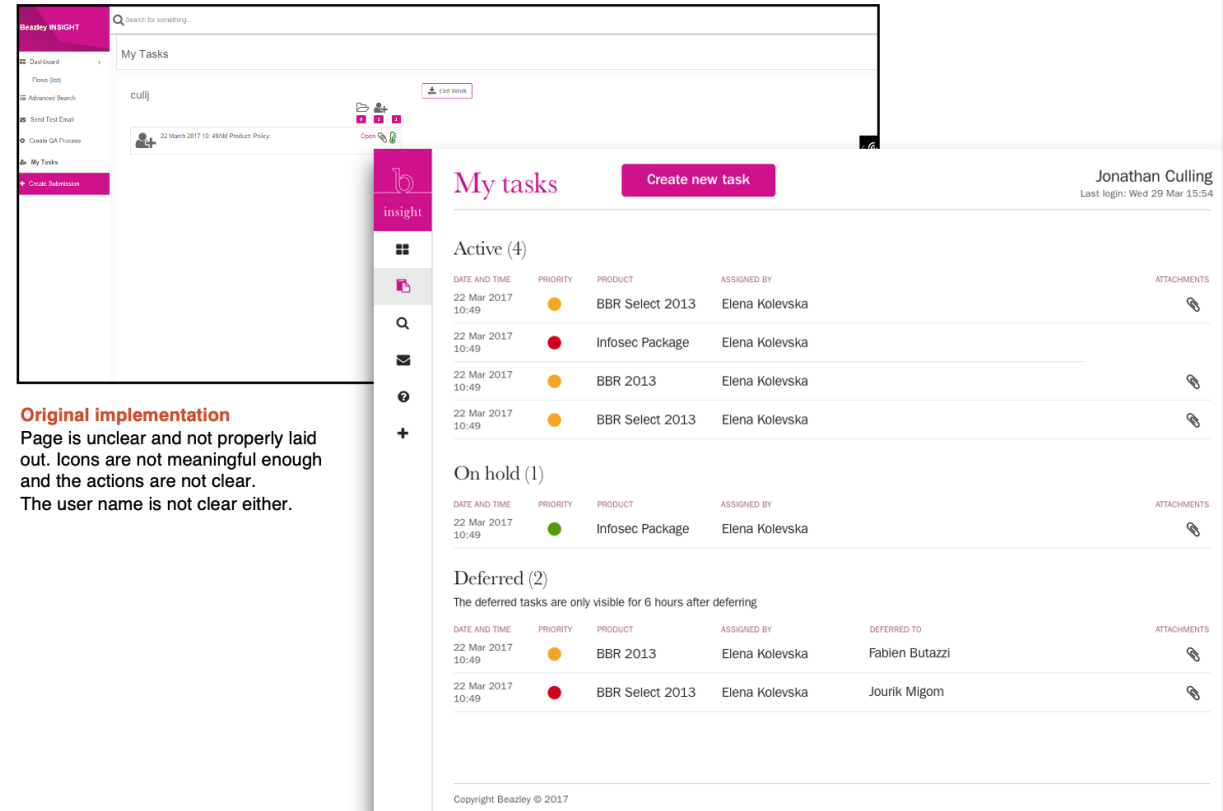 Beazley INSIGHT
Search for something...
My Tasks
Dashboard
Flows (list)
Advanced Search
Send Test Email
Create QA Process
My Tasks
Create Submission
cullj
Get Work
22 March 2017 10: 49AM Product: Policy:
Open
Original implementation
Page is unclear and not properly laid
out. Icons are not meaningful enough
and the actions are not clear.
The user name is not clear either.
b
insight
My tasks
Create new task
Jonathan Culling
Last login: Wed 29 Mar 15:54
Active (4)
DATE AND TIME PRIORITY PRODUCT ASSIGNED BY ATTACHMENTS
22 Mar 2017
10:49
BBR Select 2013 Elena Kolevska
22 Mar 2017
10:49
Infosec Package Elena Kolevska
22 Mar 2017
10:49
BBR 2013 Elena Kolevska
22 Mar 2017
10:49
BBR Select 2013 Elena Kolevska
On hold (1)
DATE AND TIME PRIORITY PRODUCT ASSIGNED BY ATTACHMENTS
22 Mar 2017
10:49
Infosec Package Elena Kolevska
Deferred (2)
The deferred tasks are only visible for 6 hours after deferring
DATE AND TIME PRIORITY PRODUCT ASSIGNED BY DEFERRED TO ATTACHMENTS
22 Mar 2017
10:49
BBR 2013 Elena Kolevska Fabien Butazzi
22 Mar 2017
10:49
BBR Select 2013 Elena Kolevska Jourik Migom
Copyright Beazley © 2017